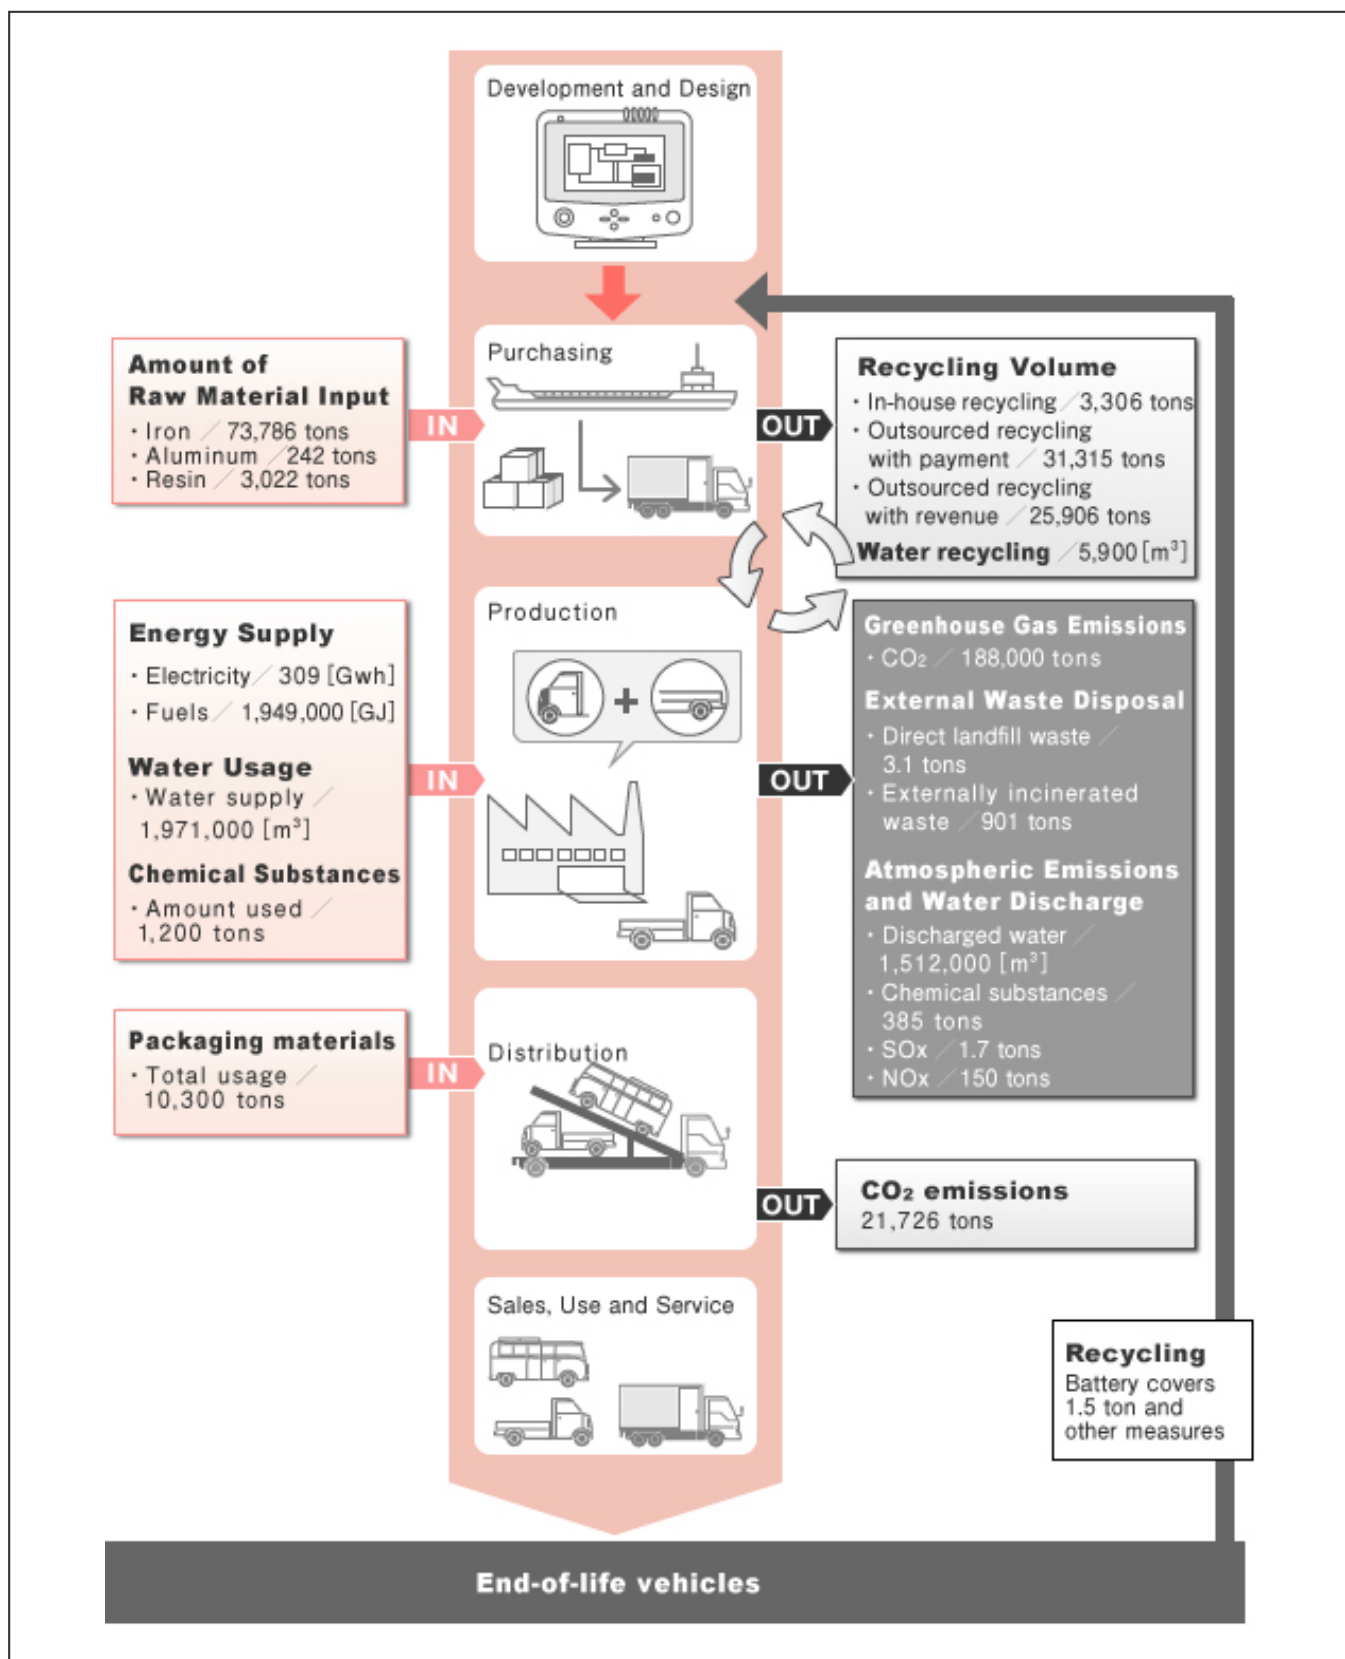 Development and Design
Purchasing
Amount of
Raw Material Input
・Iron ／ 73,786 tons
・Aluminum ／242 tons
・Resin ／ 3,022 tons
IN
OUT
Recycling Volume
・In-house recycling ／3,306 tons
・Outsourced recycling
with payment ／ 31,315 tons
・Outsourced recycling
with revenue ／25,906 tons
Water recycling ／5,900 [m³]
Production
Energy Supply
・Electricity ／ 309 [Gwh]
・Fuels ／ 1,949,000 [GJ]
Water Usage
・Water supply ／
1,971,000 [m³]
Chemical Substances
・Amount used ／
1,200 tons
IN
OUT
Greenhouse Gas Emissions
・CO₂ ／ 188,000 tons
External Waste Disposal
・Direct landfill waste ／
3.1 tons
・Externally incinerated
waste ／901 tons
Atmospheric Emissions
and Water Discharge
・Discharged water ／
1,512,000 [m³]
・Chemical substances ／
385 tons
・SOx ／1.7 tons
・NOx ／150 tons
Packaging materials
・Total usage ／
10,300 tons
IN
Distribution
OUT
CO₂ emissions
21,726 tons
Sales, Use and Service
Recycling
Battery covers
1.5 ton and
other measures
End-of-life vehicles